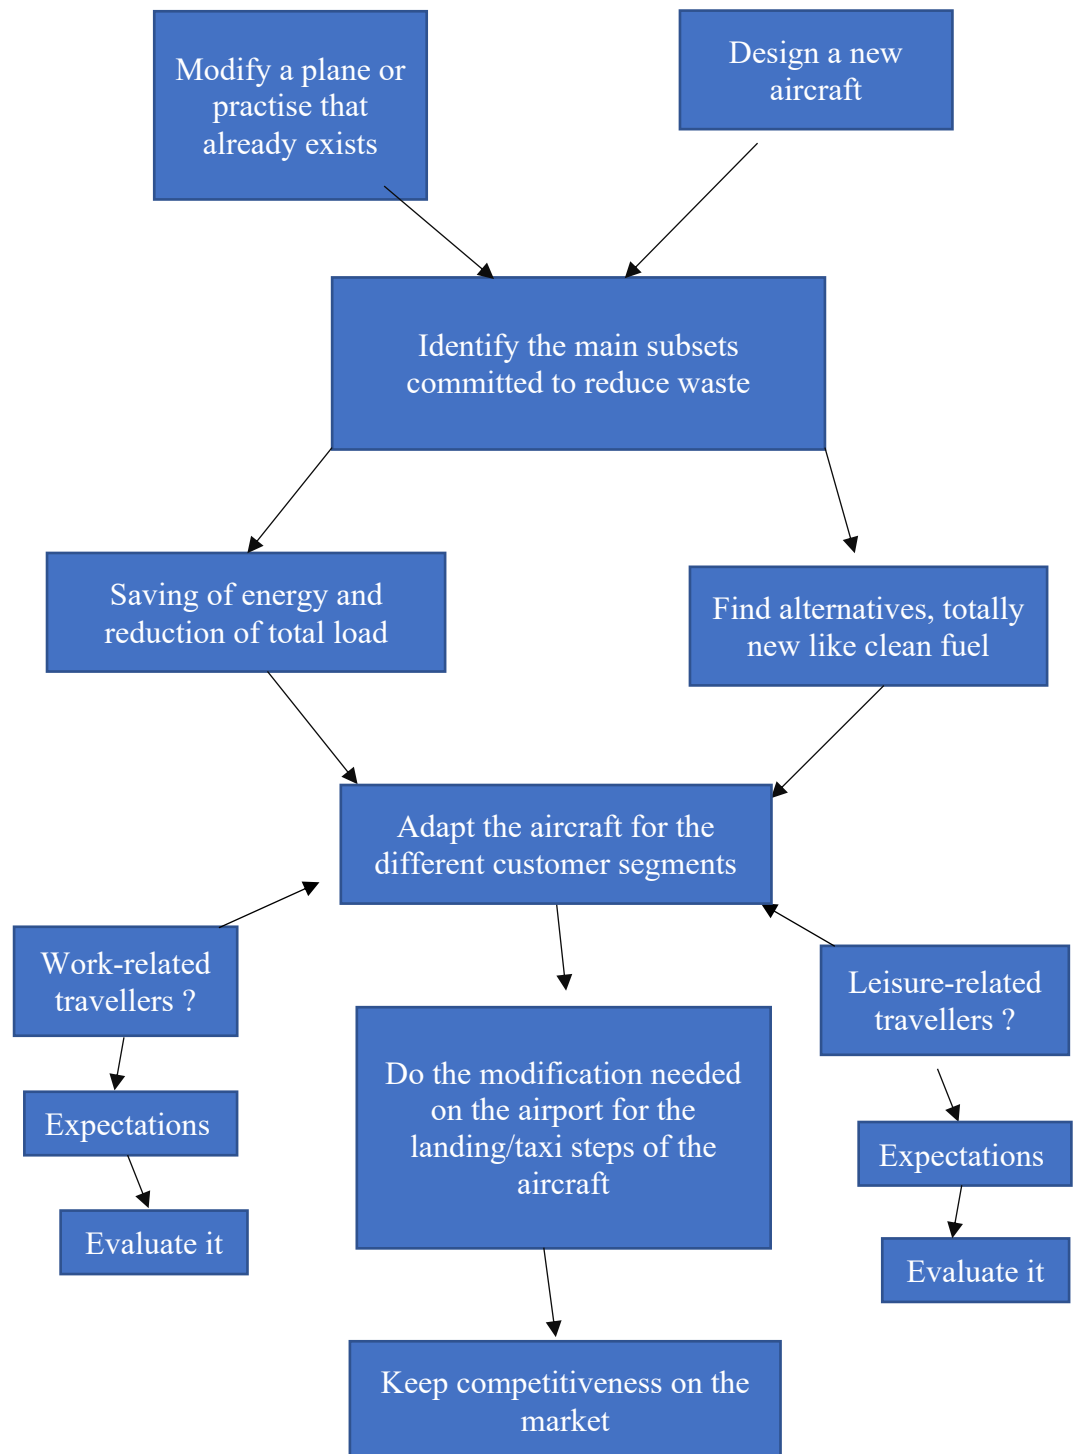 Modify a plane or
practise that
already exists
Design a new
aircraft
Identify the main subsets
committed to reduce waste
Saving of energy and
reduction of total load
Find alternatives, totally
new like clean fuel
Adapt the aircraft for the
different customer segments
Work-related
travellers ?
Leisure-related
travellers ?
Do the modification needed
on the airport for the
landing/taxi steps of the
aircraft
Expectations
Expectations
Evaluate it
Evaluate it
Keep competitiveness on the
market